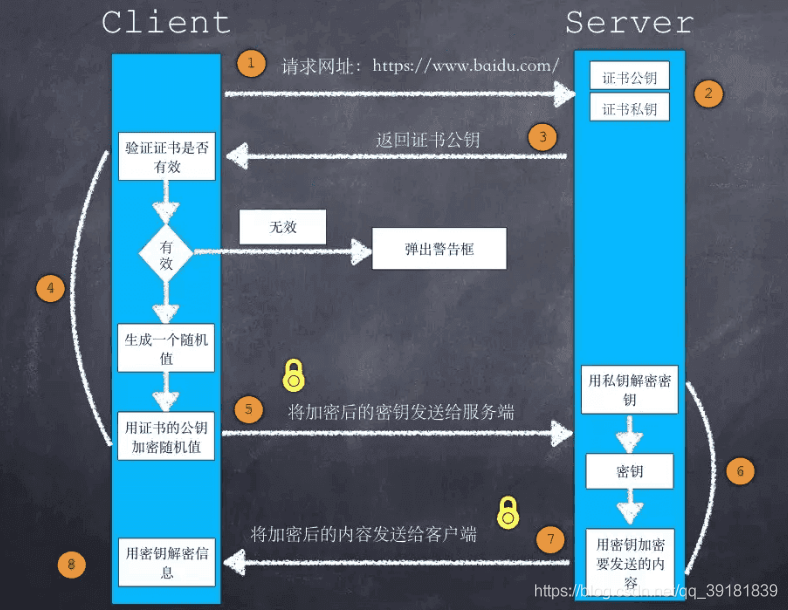 Client
Server
1
请求网址：https://www.baidu.com/
证书公钥
证书私钥
2
返回证书公钥
3
验证证书是否
有效
有
效
无效
弹出警告框
4
生成一个随机
值
用证书的公钥
加密随机值
5
将加密后的密钥发送给服务端
用私钥解密密
钥
密钥
6
用密钥加密
要发送的内
容
将加密后的内容发送给客户端
7
8
用密钥解密信
息
https://blog.csdn.net/qq_39181839